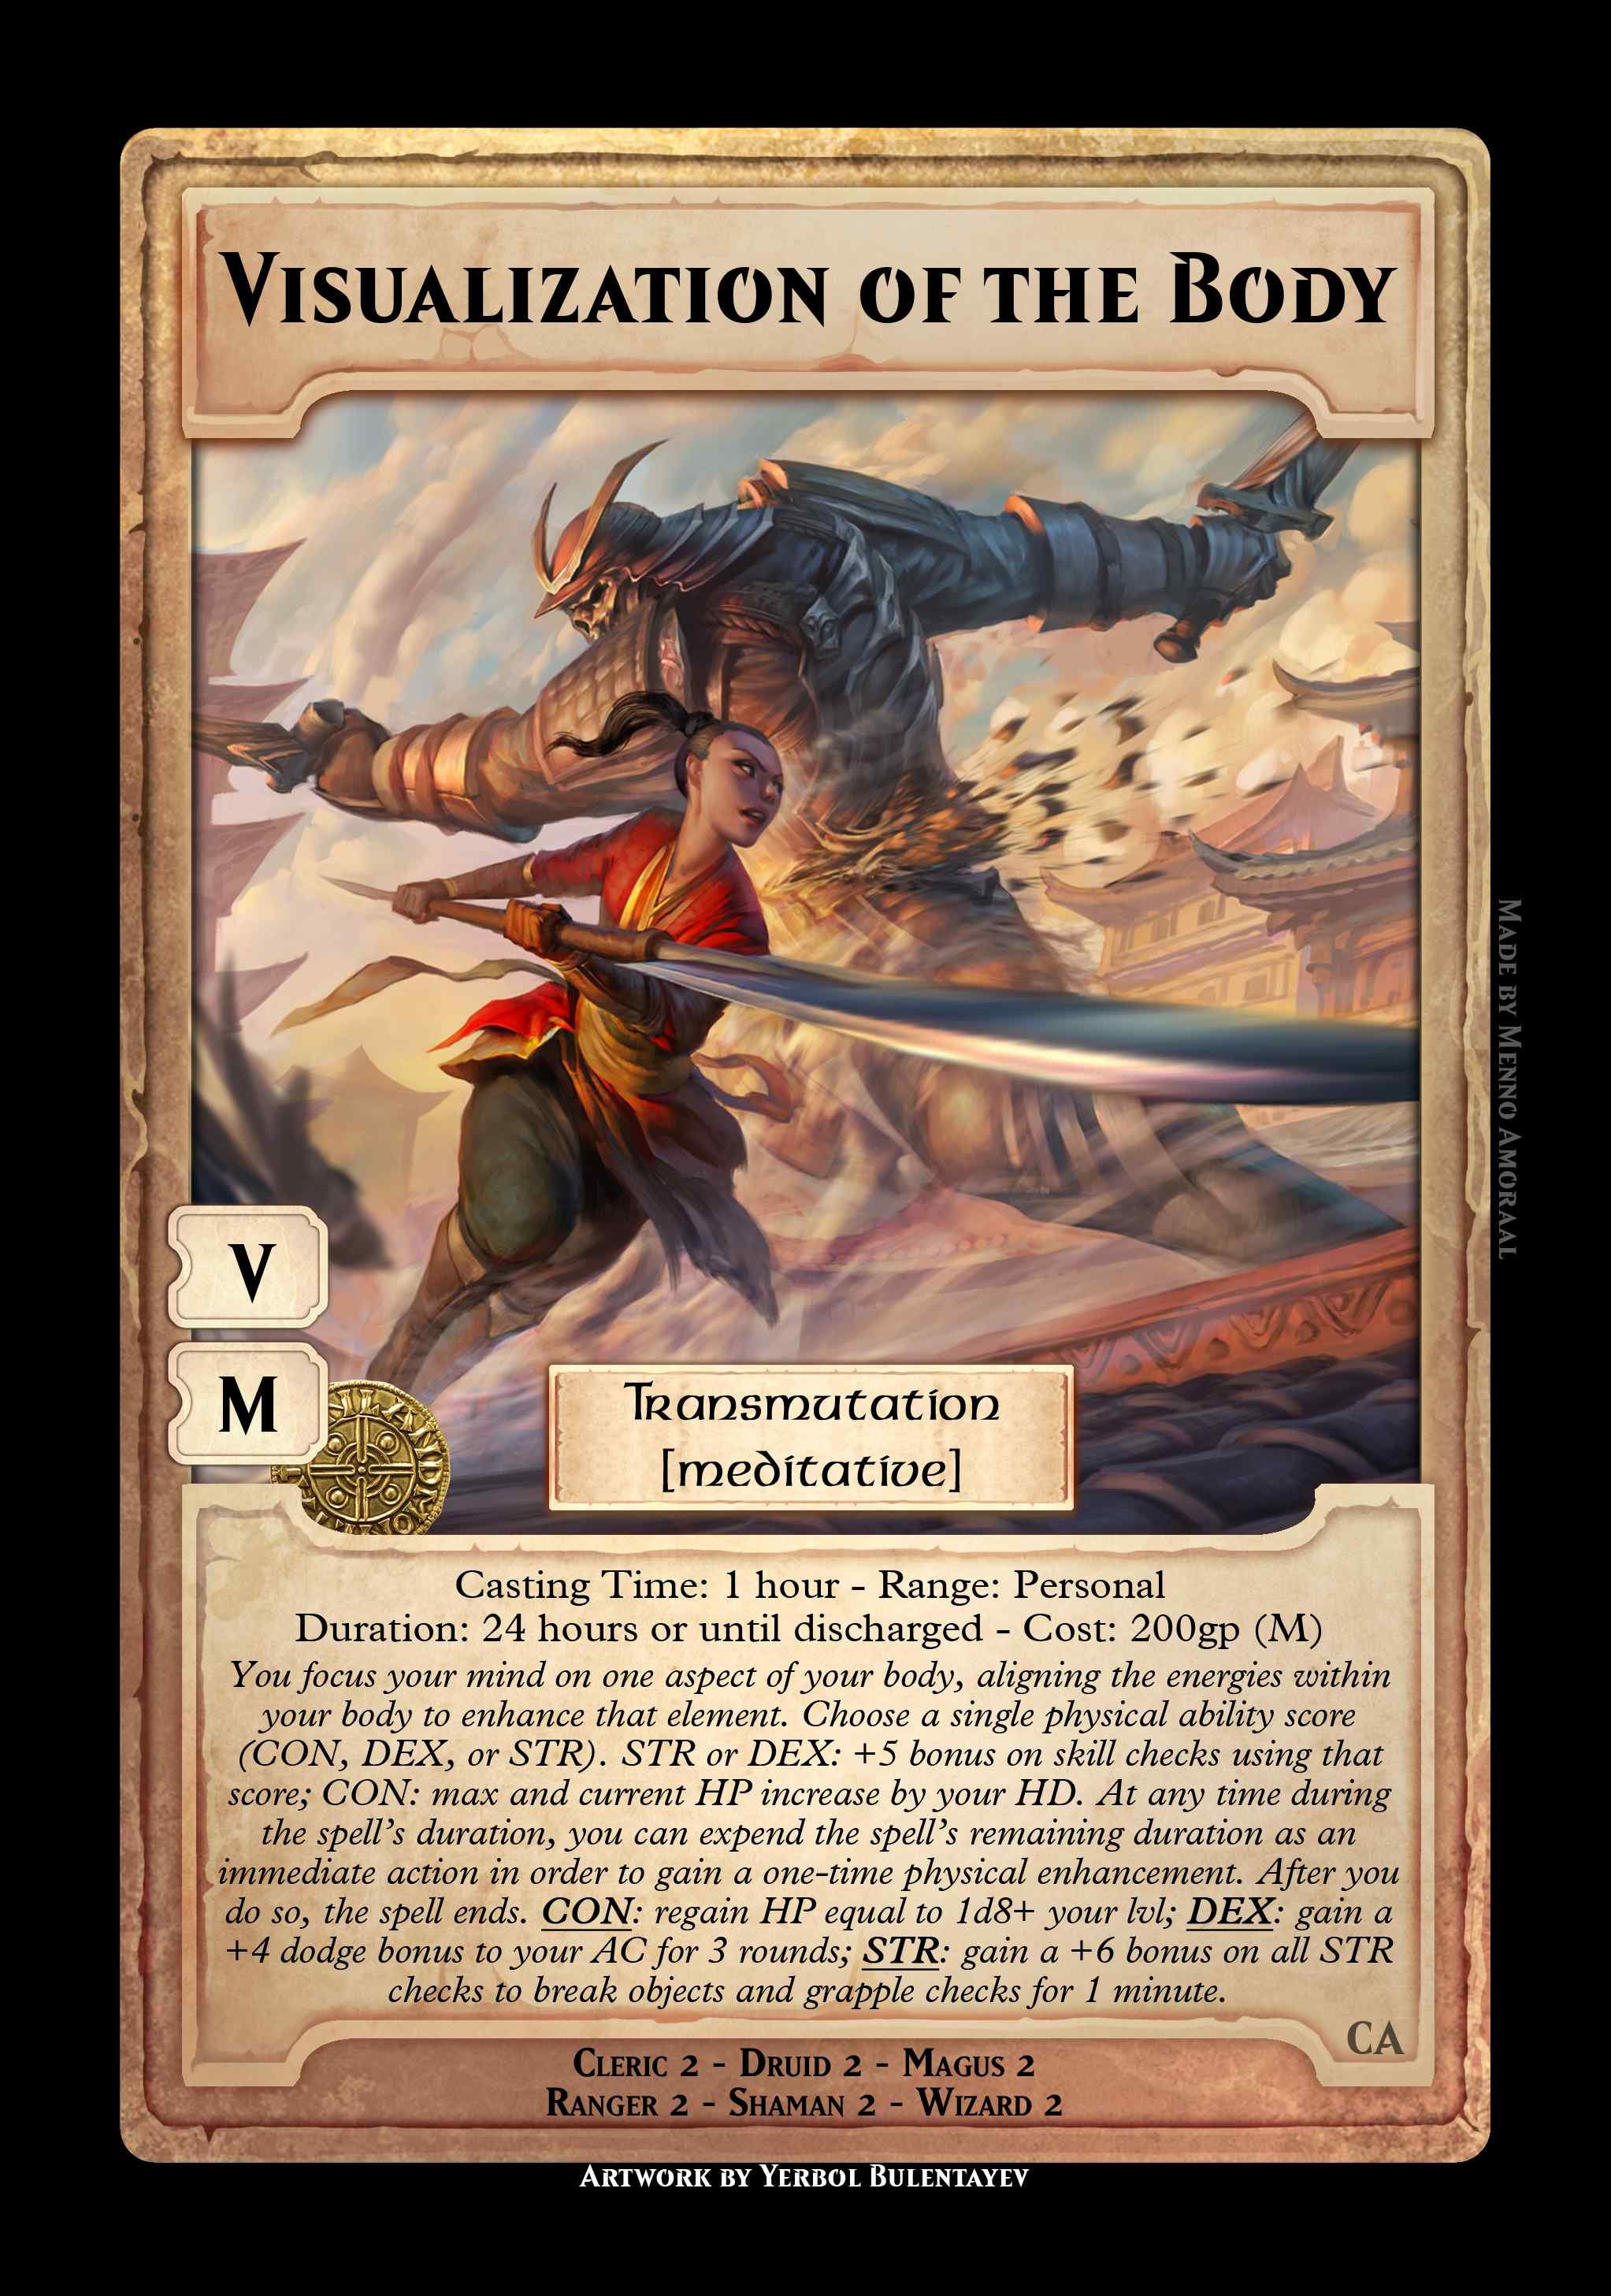 Visualization of the Body
V
M
Transmutation
[meditative]
Casting Time: 1 hour - Range: Personal
Duration: 24 hours or until discharged - Cost: 200gp (M)
You focus your mind on one aspect of your body, aligning the energies within
your body to enhance that element. Choose a single physical ability score
(CON, DEX, or STR). STR or DEX: +5 bonus on skill checks using that
score; CON: max and current HP increase by your HD. At any time during
the spell's duration, you can expend the spell's remaining duration as an
immediate action in order to gain a one-time physical enhancement. After you
do so, the spell ends. CON: regain HP equal to 1d8+ your lvl; DEX: gain a
+4 dodge bonus to your AC for 3 rounds; STR: gain a +6 bonus on all STR
checks to break objects and grapple checks for 1 minute.
CA
Cleric 2 - Druid 2 - Magus 2
Ranger 2 - Shaman 2 - Wizard 2
Artwork by Yerbol Bulentayev
Made by Menno Amoraal